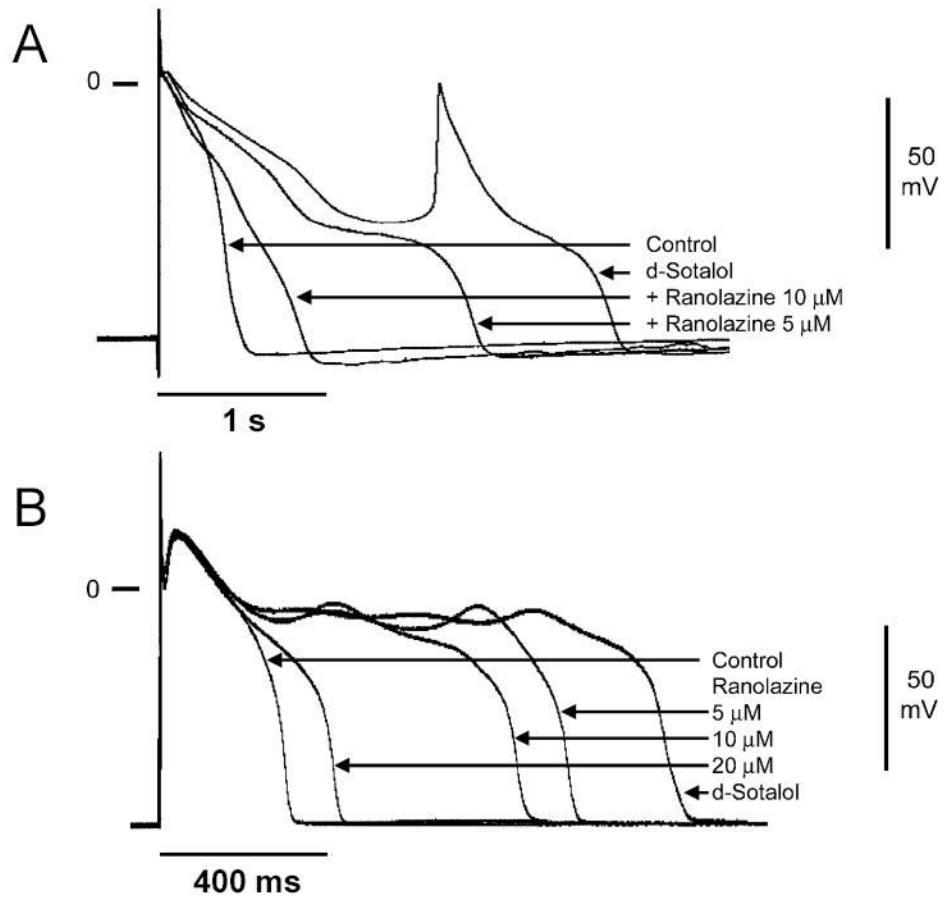 A
0
50
mV
Control
d-Sotalol
+ Ranolazine 10 μM
+ Ranolazine 5 μM
1 s
B
0
50
mV
Control
Ranolazine
5 μM
10 μM
20 μM
d-Sotalol
400 ms